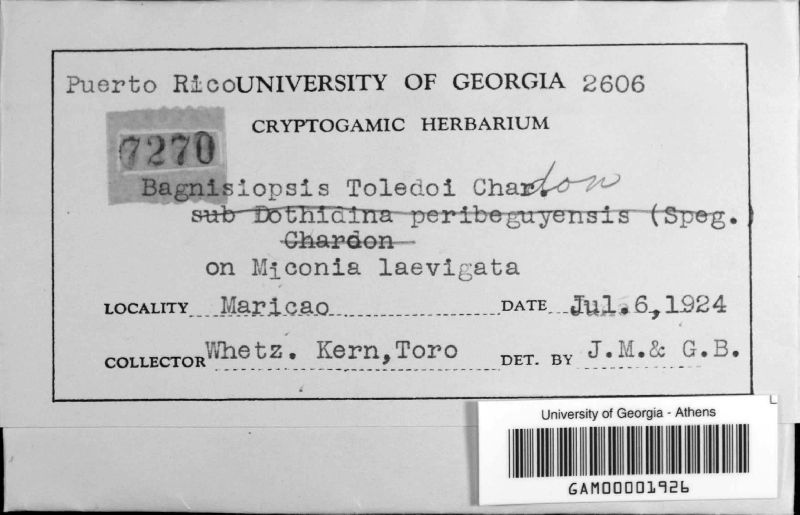 Puerto Rico UNIVERSITY OF GEORGIA 2606
CRYPTOGAMIC HERBARIUM
7270
Bagnisiopsis Toledoi Chardon
sub Dothidina peribeguyensis (Speg.)
Chardon
on Miconia laevigata
LOCALITY Maricao DATE Jul. 6, 1924
COLLECTOR Whetz. Kern, Toro DET. BY J.M.& G.B.
University of Georgia - Athens
GAM00001926